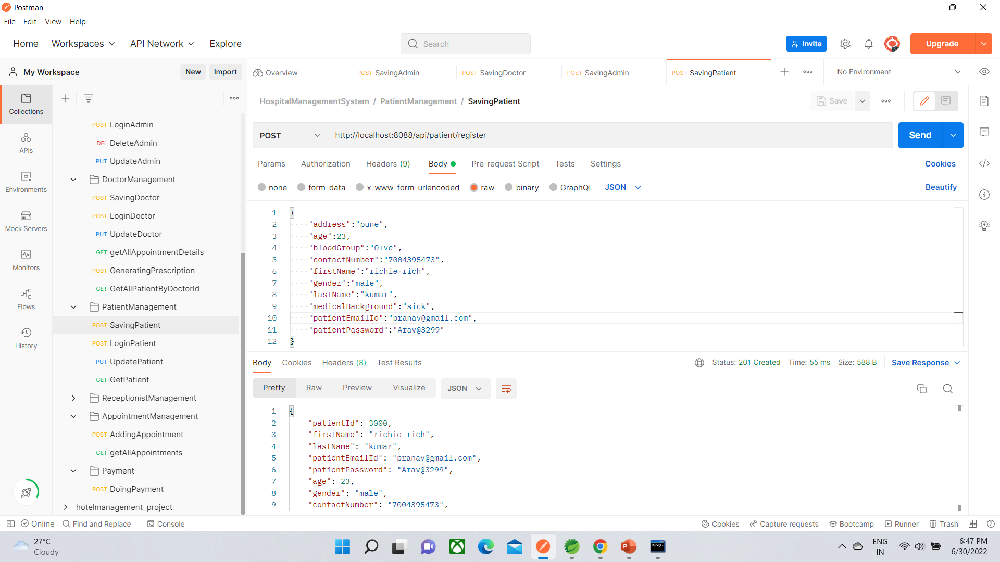 Postman
File Edit View Help
Home Workspaces API Network Explore
Search
Invite
Upgrade
My Workspace
New Import
Overview
POST SavingAdmin
POST SavingDoctor
POST SavingAdmin
POST SavingPatient
No Environment
Collections
APIs
Environments
Mock Servers
Monitors
Flows
History
POST LoginAdmin
DEL DeleteAdmin
PUT UpdateAdmin
DoctorManagement
POST SavingDoctor
POST LoginDoctor
PUT UpdateDoctor
GET getAllAppointmentDetails
POST GeneratingPrescription
GET GetAllPatientByDoctorId
PatientManagement
POST SavingPatient
POST LoginPatient
PUT UpdatePatient
GET GetPatient
ReceptionistManagement
AppointmentManagement
POST AddingAppointment
GET getAllAppointments
Payment
POST DoingPayment
hotelmanagement_project
HospitalManagementSystem / PatientManagement / SavingPatient
Save
POST http://localhost:8088/api/patient/register
Send
Params Authorization Headers (9) Body Pre-request Script Tests Settings
Cookies
none form-data x-www-form-urlencoded raw binary GraphQL JSON
Beautify
1 {
2 "address":"pune",
3 "age":23,
4 "bloodGroup":"O+ve",
5 "contactNumber":"7004395473",
6 "firstName":"richie rich",
7 "gender":"male",
8 "lastName":"kumar",
9 "medicalBackground":"sick",
10 "patientEmailId":"pranav@gmail.com",
11 "patientPassword":"Arav@3299"
12 }
Body Cookies Headers (8) Test Results
Status: 201 Created Time: 55 ms Size: 588 B
Save Response
Pretty Raw Preview Visualize JSON
1 {
2 "patientId": 3000,
3 "firstName": "richie rich",
4 "lastName": "kumar",
5 "patientEmailId": "pranav@gmail.com",
6 "patientPassword": "Arav@3299",
7 "age": 23,
8 "gender": "male",
9 "contactNumber": "7004395473",
Online Find and Replace Console
Cookies Capture requests Bootcamp Runner Trash
27°C
Cloudy
MySQL
ENG
IN
6:47 PM
6/30/2022